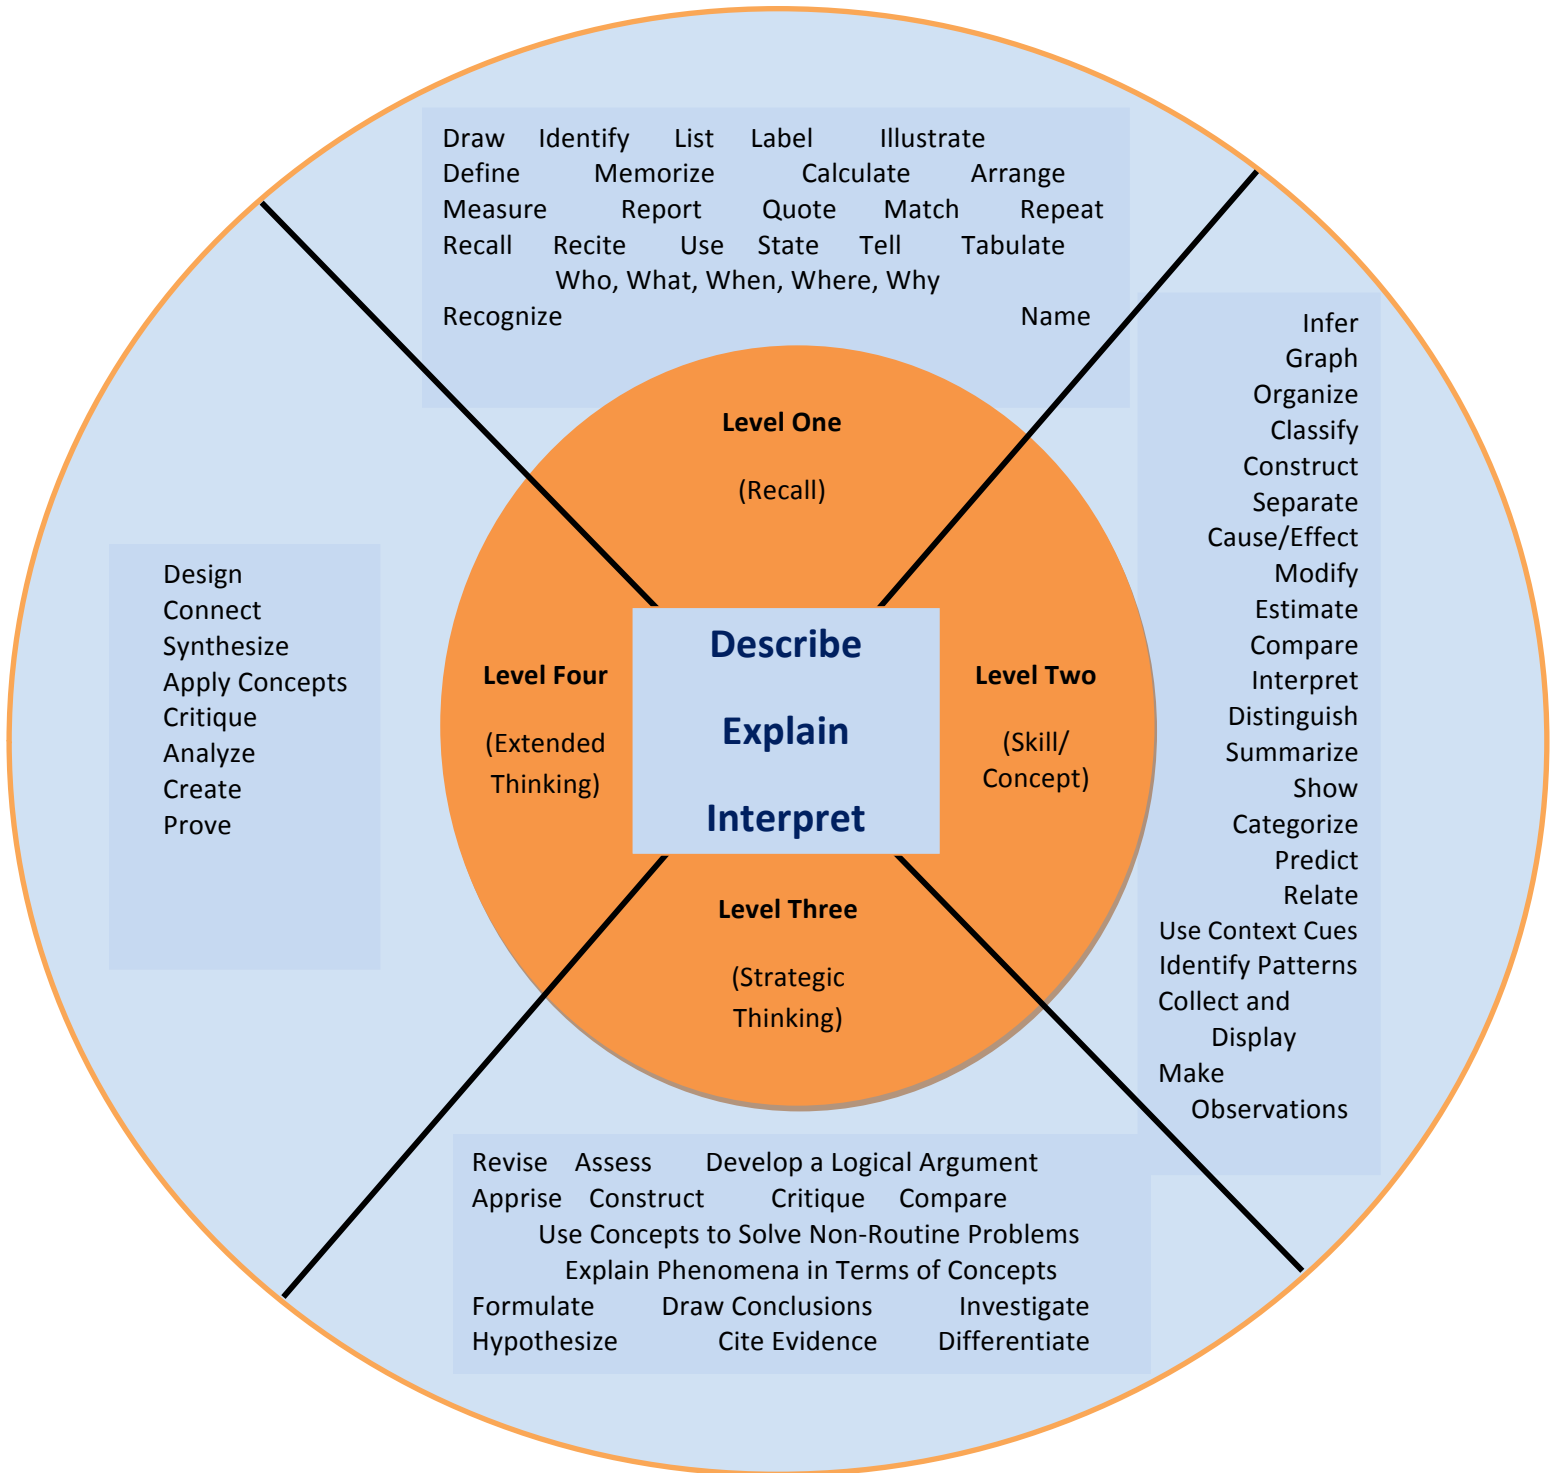 Draw Identify List Label Illustrate
Define Memorize Calculate Arrange
Measure Report Quote Match Repeat
Recall Recite Use State Tell Tabulate
Who, What, When, Where, Why
Recognize Name
Level One
(Recall)
Infer
Graph
Organize
Classify
Construct
Separate
Cause/Effect
Modify
Estimate
Compare
Interpret
Distinguish
Summarize
Show
Categorize
Predict
Relate
Use Context Cues
Identify Patterns
Collect and
Display
Make
Observations
Level Two
(Skill/
Concept)
Describe
Explain
Interpret
Level Four
(Extended
Thinking)
Design
Connect
Synthesize
Apply Concepts
Critique
Analyze
Create
Prove
Level Three
(Strategic
Thinking)
Revise Assess Develop a Logical Argument
Apprise Construct Critique Compare
Use Concepts to Solve Non-Routine Problems
Explain Phenomena in Terms of Concepts
Formulate Draw Conclusions Investigate
Hypothesize Cite Evidence Differentiate